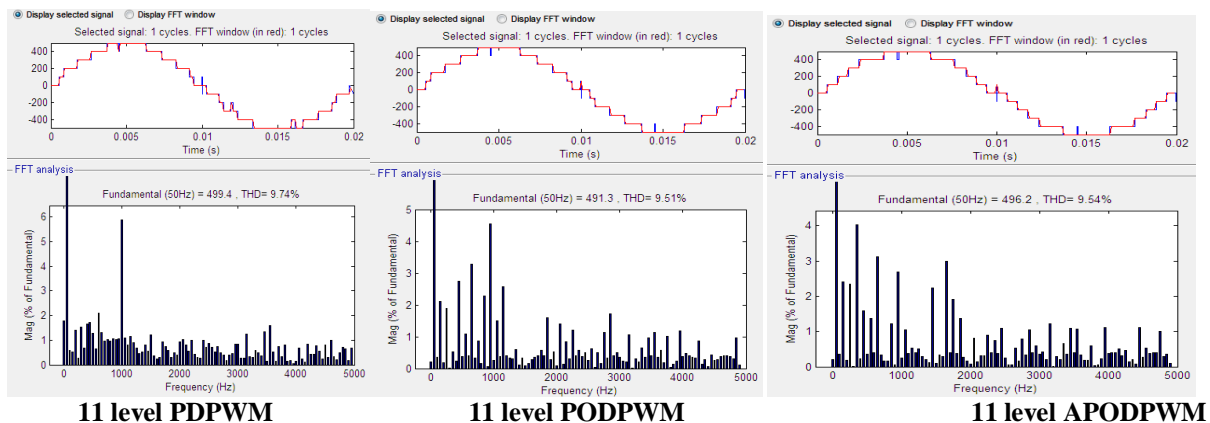 Display selected signal Display FFT window
Selected signal: 1 cycles. FFT window (in red): 1 cycles
400
200
0
-200
-400
0 0.005 0.01 0.015 0.02
Time (s)
FFT analysis
Fundamental (50Hz) = 499.4 , THD= 9.74%
Mag (% of Fundamental)
6
5
4
3
2
1
0
0 1000 2000 3000 4000 5000
Frequency (Hz)
11 level PDPWM
Display selected signal Display FFT window
Selected signal: 1 cycles. FFT window (in red): 1 cycles
400
200
0
-200
-400
0 0.005 0.01 0.015 0.02
Time (s)
FFT analysis
Fundamental (50Hz) = 491.3 , THD= 9.51%
Mag (% of Fundamental)
5
4
3
2
1
0
0 1000 2000 3000 4000 5000
Frequency (Hz)
11 level PODPWM
Display selected signal Display FFT window
Selected signal: 1 cycles. FFT window (in red): 1 cycles
400
200
0
-200
-400
0 0.005 0.01 0.015 0.02
Time (s)
FFT analysis
Fundamental (50Hz) = 496.2 , THD= 9.54%
Mag (% of Fundamental)
4
3
2
1
0
0 1000 2000 3000 4000 5000
Frequency (Hz)
11 level APODPWM